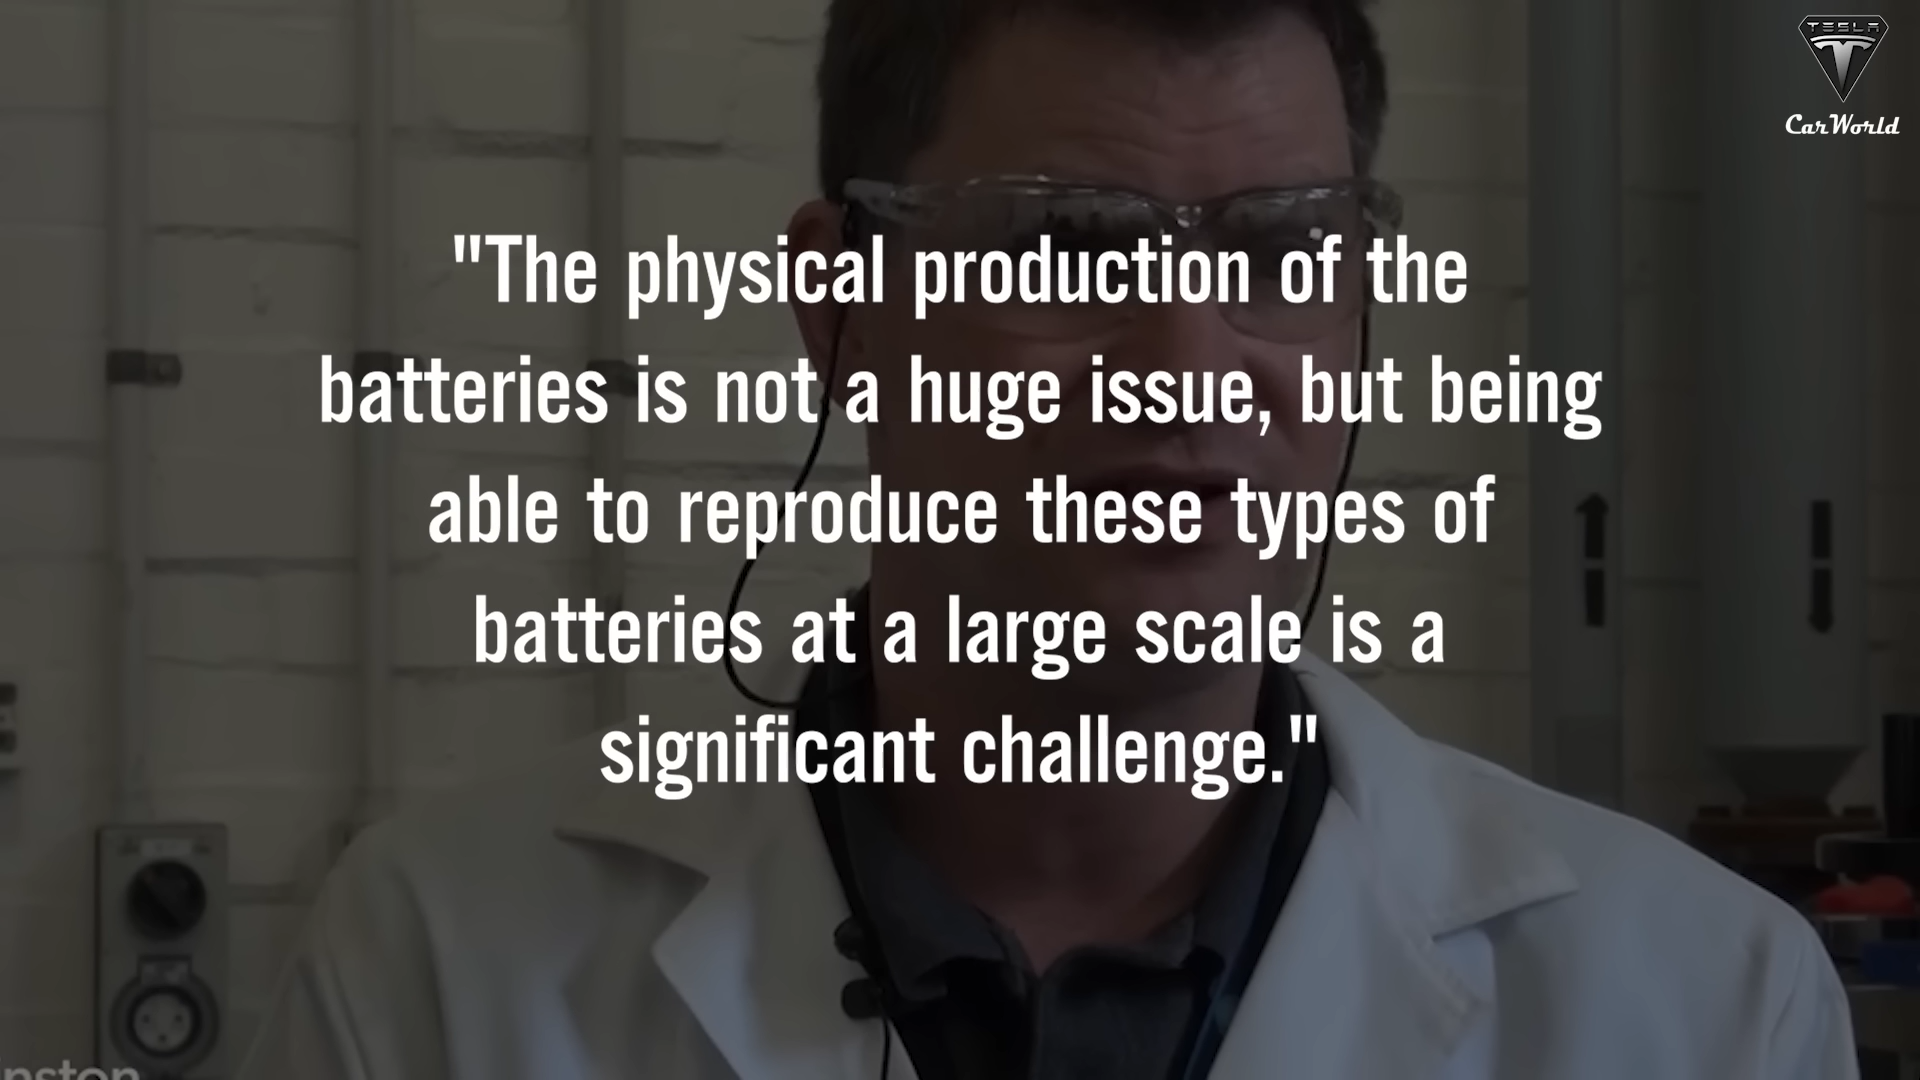 TESLA
CarWorld
"The physical production of the
batteries is not a huge issue, but being
able to reproduce these types of
batteries at a large scale is a
significant challenge."